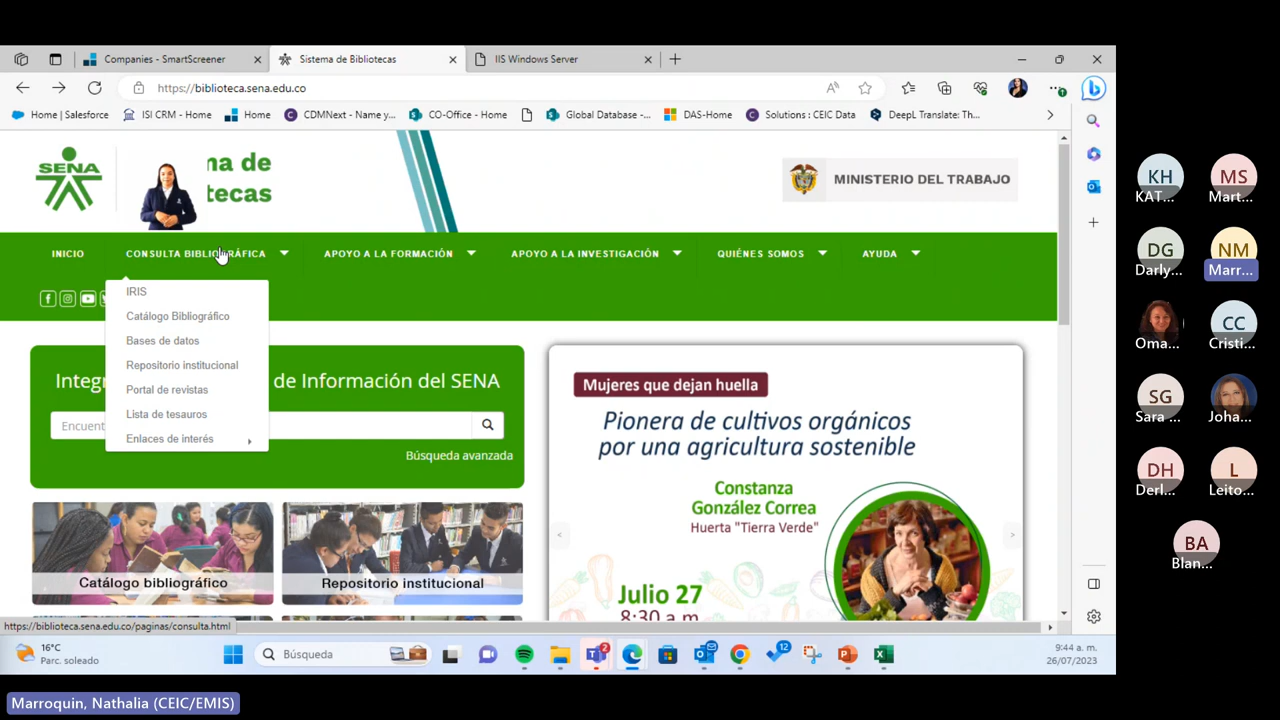 Companies - SmartScreener
Sistema de Bibliotecas
IIS Windows Server
https://biblioteca.sena.edu.co
Home | Salesforce
ISI CRM - Home
Home
CDMNext - Name y...
CO-Office - Home
Global Database -...
DAS-Home
Solutions : CEIC Data
DeepL Translate: Th...
SENA
na de
tecas
MINISTERIO DEL TRABAJO
INICIO
CONSULTA BIBLIOGRÁFICA
APOYO A LA FORMACIÓN
APOYO A LA INVESTIGACIÓN
QUIÉNES SOMOS
AYUDA
IRIS
Catálogo Bibliográfico
Bases de datos
Repositorio institucional
Portal de revistas
Lista de tesauros
Enlaces de interés
Integ
de Información del SENA
Encuent
Búsqueda avanzada
Catálogo bibliográfico
Repositorio institucional
Mujeres que dejan huella
Pionera de cultivos orgánicos
por una agricultura sostenible
Constanza
González Correa
Huerta "Tierra Verde"
Julio 27
8:30 a.m.
https://biblioteca.sena.edu.co/paginas/consulta.html
16°C
Parc. soleado
Búsqueda
2
12
9:44 a. m.
26/07/2023
KH
KAT...
MS
Mart...
DG
Darly...
NM
Marr...
Oma...
CC
Cristi...
SG
Sara ...
Joha...
DH
Derl...
L
Leito...
BA
Blan...
Marroquin, Nathalia (CEIC/EMIS)